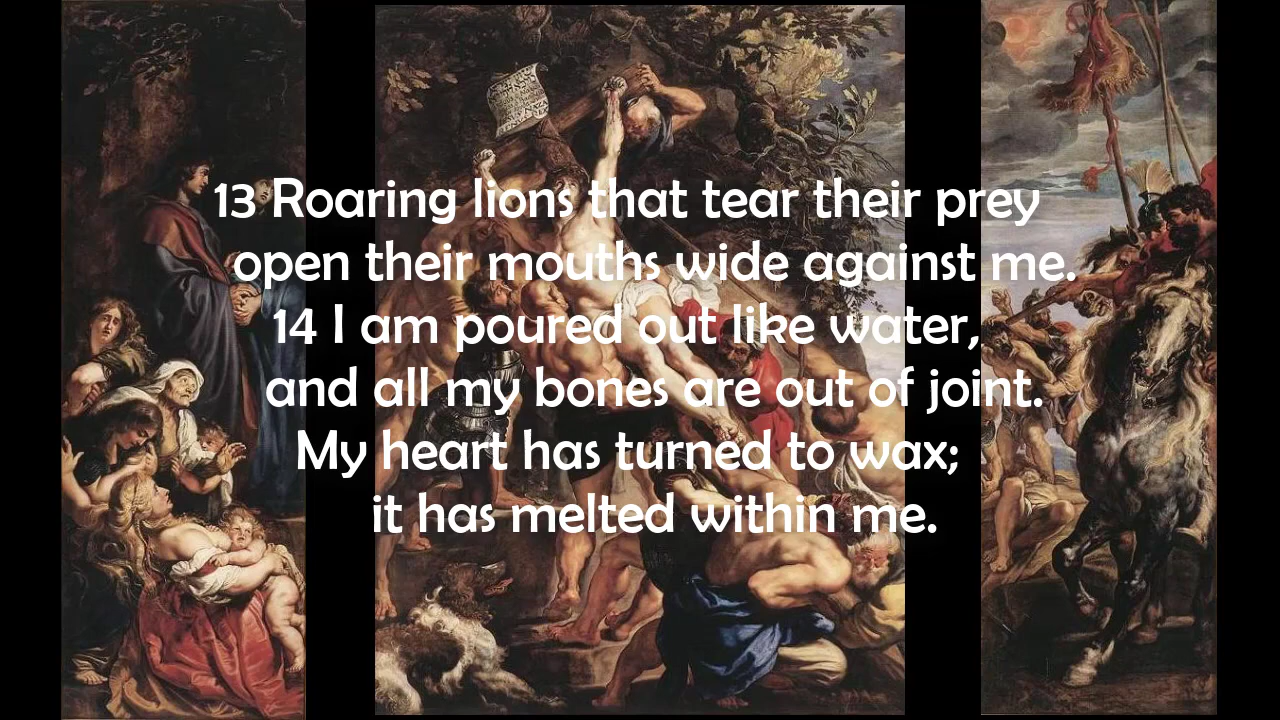 13 Roaring lions that tear their prey
open their mouths wide against me.
14 I am poured out like water,
and all my bones are out of joint.
My heart has turned to wax;
it has melted within me.